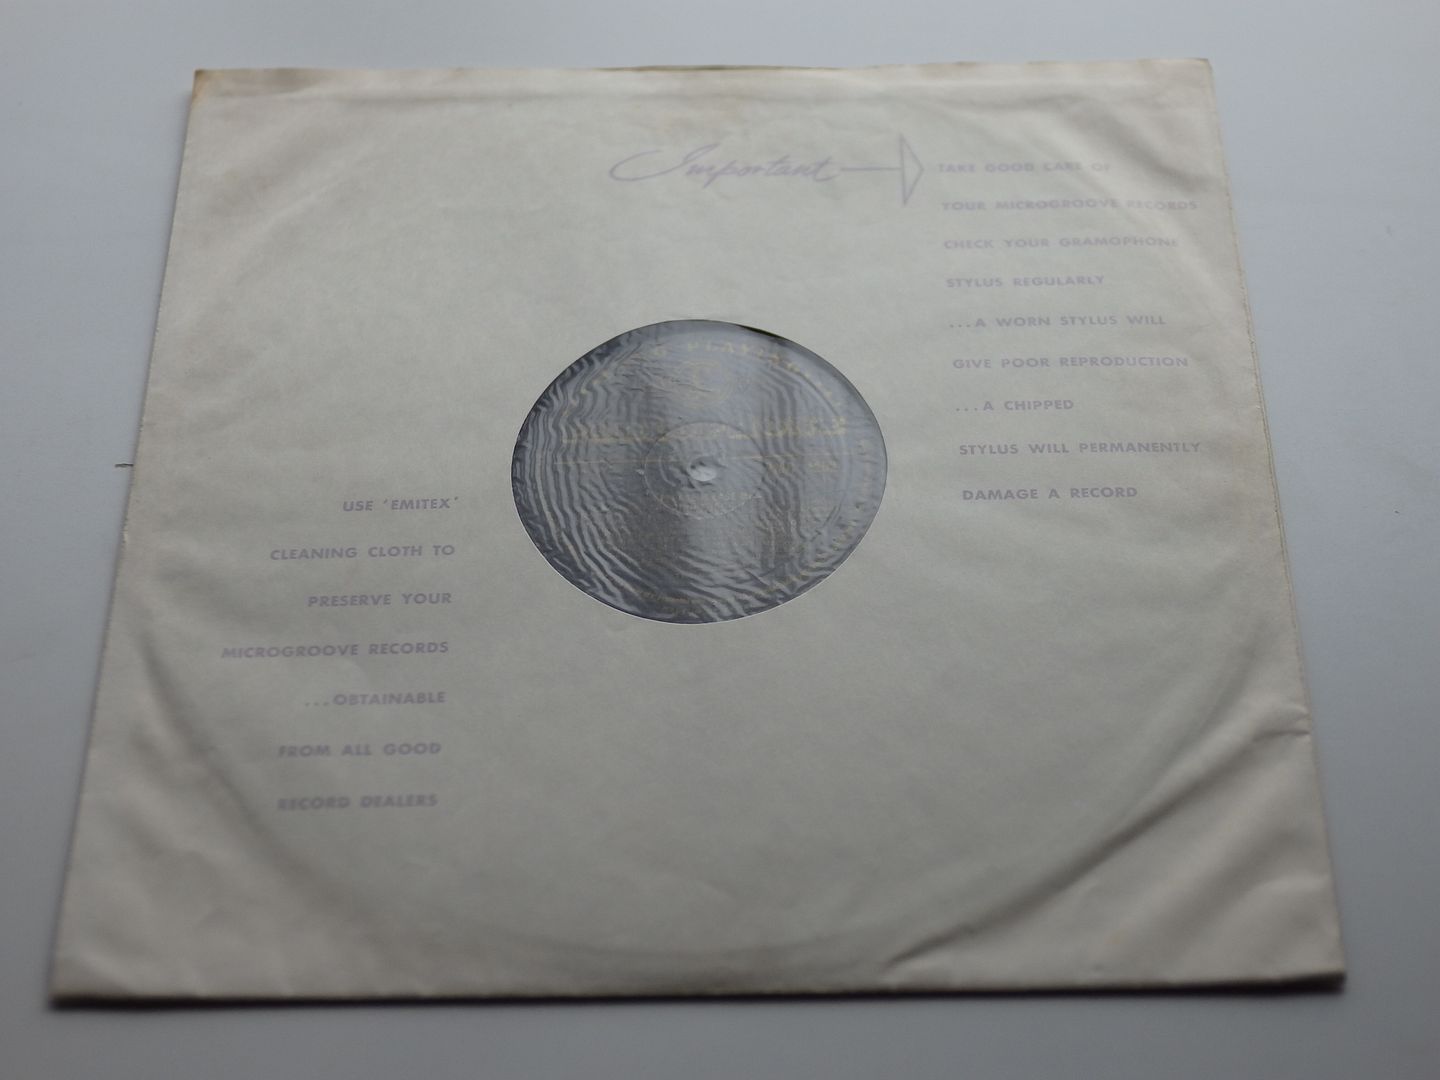 Important
TAKE GOOD CARE OF
YOUR MICROGROOVE RECORDS
CHECK YOUR GRAMOPHONE
STYLUS REGULARLY
...A WORN STYLUS WILL
GIVE POOR REPRODUCTION
...A CHIPPED
STYLUS WILL PERMANENTLY
DAMAGE A RECORD
USE 'EMITEX'
CLEANING CLOTH TO
PRESERVE YOUR
MICROGROOVE RECORDS
...OBTAINABLE
FROM ALL GOOD
RECORD DEALERS